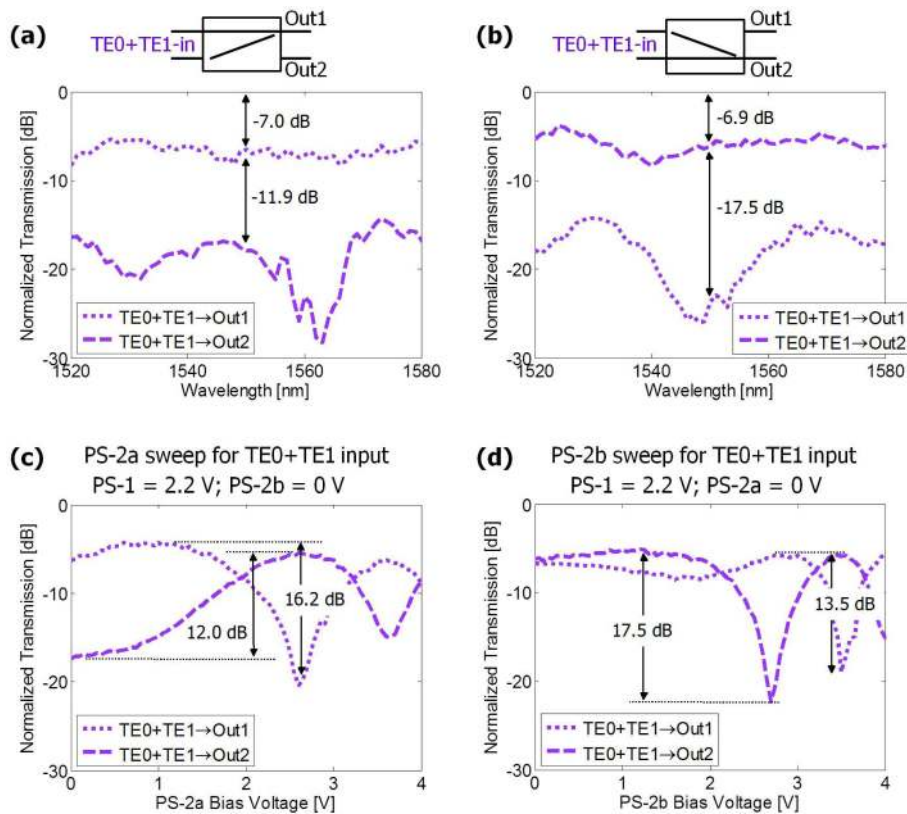 (a)
Out1
TE0+TE1-in
Out2
Normalized Transmission [dB]
0
-10
-20
-30
-7.0 dB
-11.9 dB
TE0+TE1→Out1
TE0+TE1→Out2
1520 1540 1560 1580
Wavelength [nm]
(b)
Out1
TE0+TE1-in
Out2
Normalized Transmission [dB]
0
-10
-20
-30
-6.9 dB
-17.5 dB
TE0+TE1→Out1
TE0+TE1→Out2
1520 1540 1560 1580
Wavelength [nm]
(c) PS-2a sweep for TE0+TE1 input
PS-1 = 2.2 V; PS-2b = 0 V
Normalized Transmission [dB]
0
-10
-20
-30
12.0 dB
16.2 dB
TE0+TE1→Out1
TE0+TE1→Out2
0 1 2 3 4
PS-2a Bias Voltage [V]
(d) PS-2b sweep for TE0+TE1 input
PS-1 = 2.2 V; PS-2a = 0 V
Normalized Transmission [dB]
0
-10
-20
-30
17.5 dB
13.5 dB
TE0+TE1→Out1
TE0+TE1→Out2
0 1 2 3 4
PS-2b Bias Voltage [V]